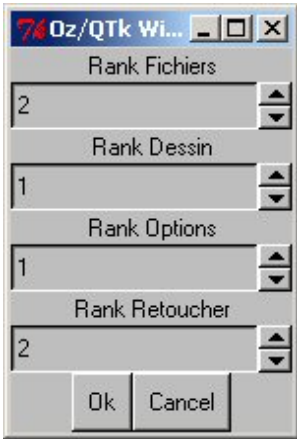 Oz/QTk Wi...
Rank Fichiers
2
Rank Dessin
1
Rank Options
1
Rank Retoucher
2
Ok Cancel